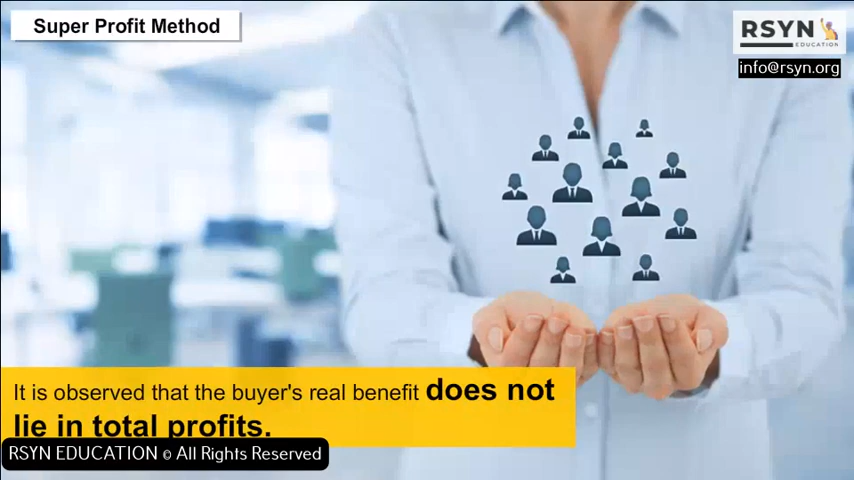 Super Profit Method
RSYN
EDUCATION
info@rsyn.org
It is observed that the buyer's real benefit does not
lie in total profits.
RSYN EDUCATION © All Rights Reserved